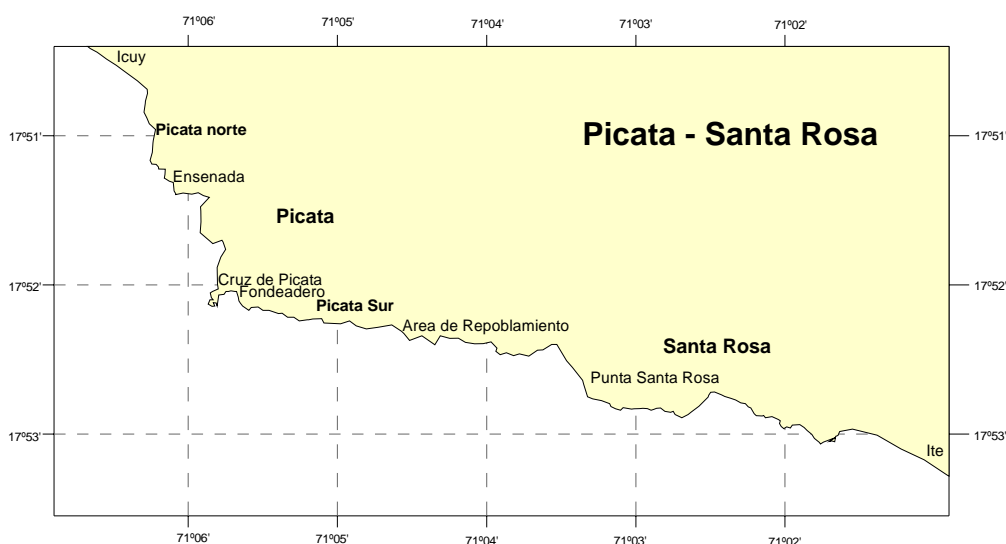 71º06' 71º05' 71º04' 71º03' 71º02'
Icuy
17º51' Picata norte Picata - Santa Rosa 17º51'
Ensenada
Picata
Cruz de Picata
17º52' Fondeadero 17º52'
Picata Sur
Area de Repoblamiento
Santa Rosa
Punta Santa Rosa
17º53' 17º53'
Ite
71º06' 71º05' 71º04' 71º03' 71º02'